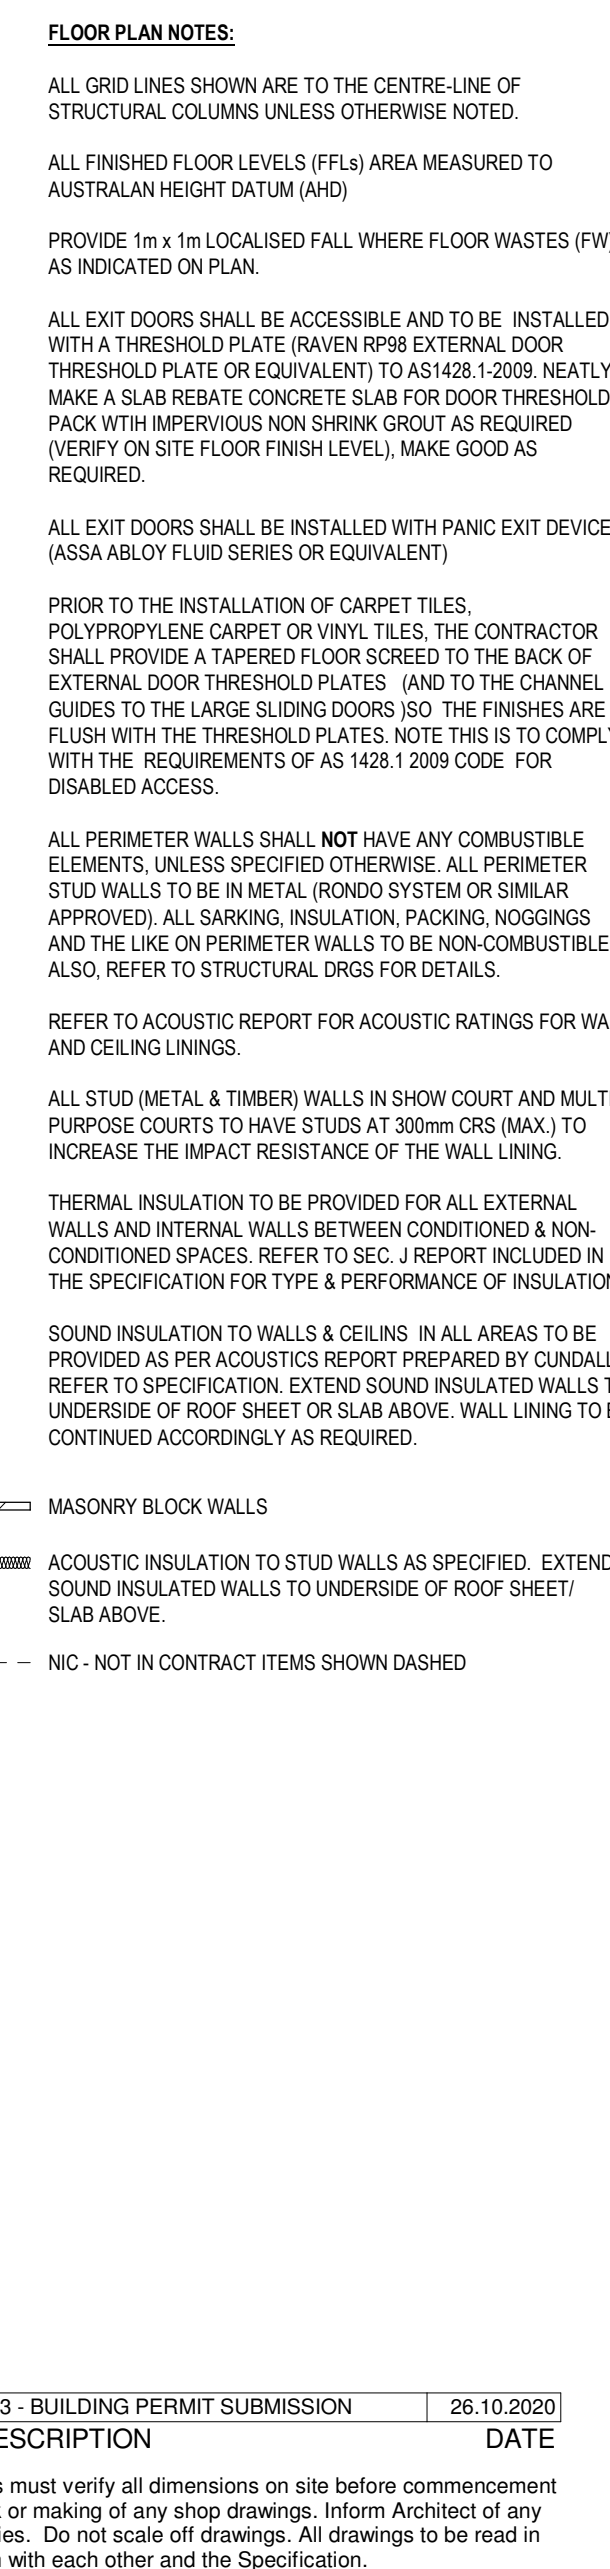 FLOOR PLAN NOTES:
ALL GRID LINES SHOWN ARE TO THE CENTRE-LINE OF
STRUCTURAL COLUMNS UNLESS OTHERWISE NOTED.
ALL FINISHED FLOOR LEVELS (FFLs) AREA MEASURED TO
AUSTRALAN HEIGHT DATUM (AHD)
PROVIDE 1m x 1m LOCALISED FALL WHERE FLOOR WASTES (FW)
AS INDICATED ON PLAN.
ALL EXIT DOORS SHALL BE ACCESSIBLE AND TO BE INSTALLED
WITH A THRESHOLD PLATE (RAVEN RP98 EXTERNAL DOOR
THRESHOLD PLATE OR EQUIVALENT) TO AS1428.1-2009. NEATLY
MAKE A SLAB REBATE CONCRETE SLAB FOR DOOR THRESHOLD
PACK WTIH IMPERVIOUS NON SHRINK GROUT AS REQUIRED
(VERIFY ON SITE FLOOR FINISH LEVEL), MAKE GOOD AS
REQUIRED.
ALL EXIT DOORS SHALL BE INSTALLED WITH PANIC EXIT DEVICE
(ASSA ABLOY FLUID SERIES OR EQUIVALENT)
PRIOR TO THE INSTALLATION OF CARPET TILES,
POLYPROPYLENE CARPET OR VINYL TILES, THE CONTRACTOR
SHALL PROVIDE A TAPERED FLOOR SCREED TO THE BACK OF
EXTERNAL DOOR THRESHOLD PLATES (AND TO THE CHANNEL
GUIDES TO THE LARGE SLIDING DOORS )SO THE FINISHES ARE
FLUSH WITH THE THRESHOLD PLATES. NOTE THIS IS TO COMPLY
WITH THE REQUIREMENTS OF AS 1428.1 2009 CODE FOR
DISABLED ACCESS.
ALL PERIMETER WALLS SHALL NOT HAVE ANY COMBUSTIBLE
ELEMENTS, UNLESS SPECIFIED OTHERWISE. ALL PERIMETER
STUD WALLS TO BE IN METAL (RONDO SYSTEM OR SIMILAR
APPROVED). ALL SARKING, INSULATION, PACKING, NOGGINGS
AND THE LIKE ON PERIMETER WALLS TO BE NON-COMBUSTIBLE
ALSO, REFER TO STRUCTURAL DRGS FOR DETAILS.
REFER TO ACOUSTIC REPORT FOR ACOUSTIC RATINGS FOR WA
AND CEILING LININGS.
ALL STUD (METAL & TIMBER) WALLS IN SHOW COURT AND MULTI
PURPOSE COURTS TO HAVE STUDS AT 300mm CRS (MAX.) TO
INCREASE THE IMPACT RESISTANCE OF THE WALL LINING.
THERMAL INSULATION TO BE PROVIDED FOR ALL EXTERNAL
WALLS AND INTERNAL WALLS BETWEEN CONDITIONED & NON-
CONDITIONED SPACES. REFER TO SEC. J REPORT INCLUDED IN
THE SPECIFICATION FOR TYPE & PERFORMANCE OF INSULATION
SOUND INSULATION TO WALLS & CEILINS IN ALL AREAS TO BE
PROVIDED AS PER ACOUSTICS REPORT PREPARED BY CUNDALL
REFER TO SPECIFICATION. EXTEND SOUND INSULATED WALLS T
UNDERSIDE OF ROOF SHEET OR SLAB ABOVE. WALL LINING TO B
CONTINUED ACCORDINGLY AS REQUIRED.
MASONRY BLOCK WALLS
ACOUSTIC INSULATION TO STUD WALLS AS SPECIFIED. EXTEND
SOUND INSULATED WALLS TO UNDERSIDE OF ROOF SHEET/
SLAB ABOVE.
NIC - NOT IN CONTRACT ITEMS SHOWN DASHED
3 - BUILDING PERMIT SUBMISSION 26.10.2020
ESCRIPTION DATE
s must verify all dimensions on site before commencement
or making of any shop drawings. Inform Architect of any
ies. Do not scale off drawings. All drawings to be read in
with each other and the Specification.